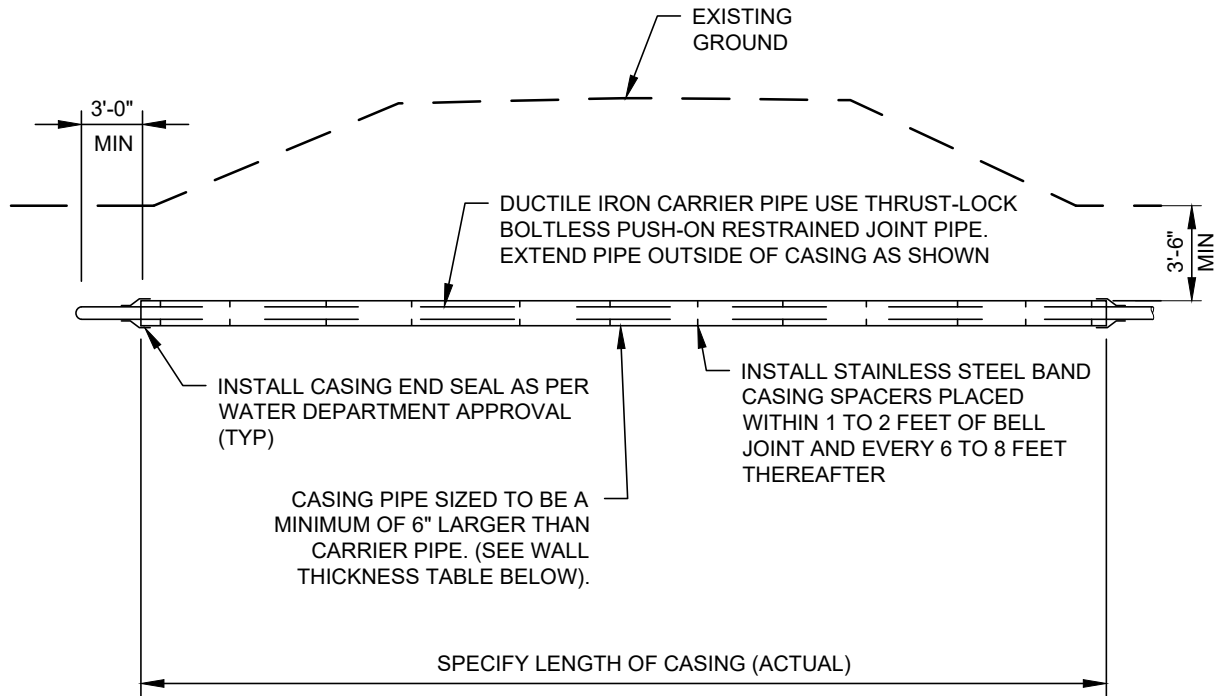 EXISTING
GROUND
3'-0"
MIN
DUCTILE IRON CARRIER PIPE USE THRUST-LOCK
BOLTLESS PUSH-ON RESTRAINED JOINT PIPE.
EXTEND PIPE OUTSIDE OF CASING AS SHOWN
3'-6"
MIN
INSTALL CASING END SEAL AS PER
WATER DEPARTMENT APPROVAL
(TYP)
INSTALL STAINLESS STEEL BAND
CASING SPACERS PLACED
WITHIN 1 TO 2 FEET OF BELL
JOINT AND EVERY 6 TO 8 FEET
THEREAFTER
CASING PIPE SIZED TO BE A
MINIMUM OF 6" LARGER THAN
CARRIER PIPE. (SEE WALL
THICKNESS TABLE BELOW).
SPECIFY LENGTH OF CASING (ACTUAL)